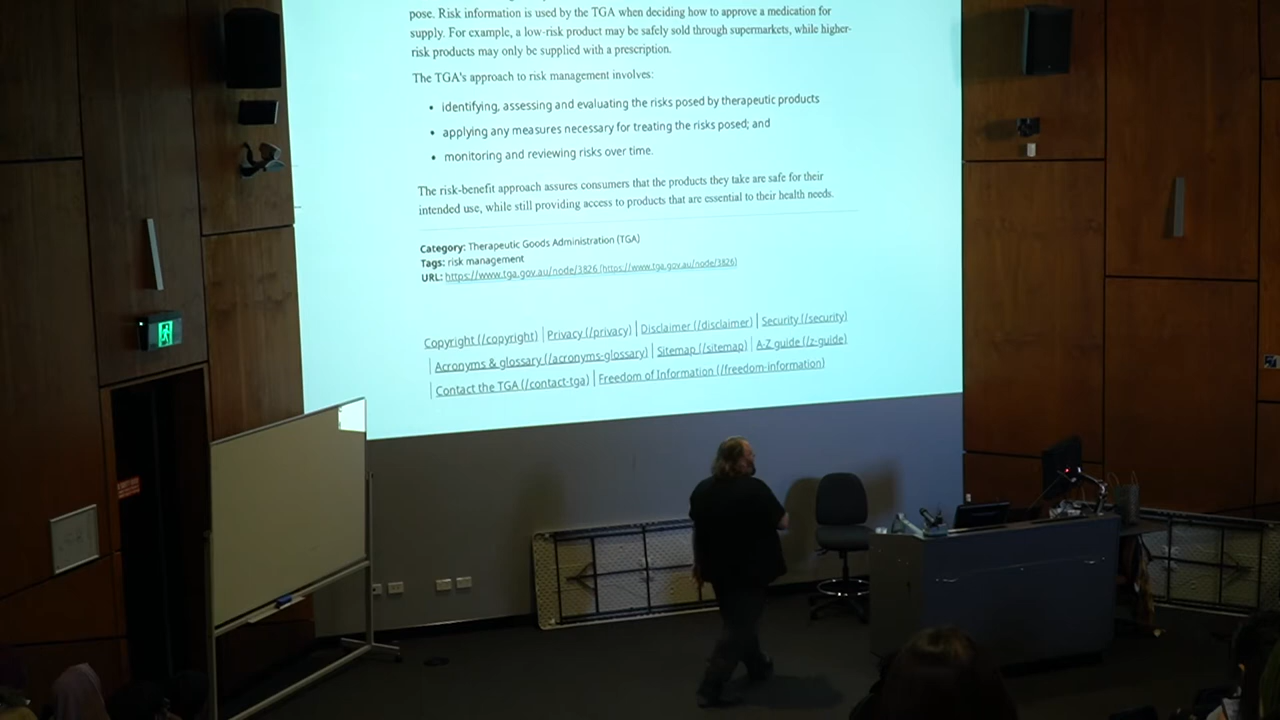 pose. Risk information is used by the TGA when deciding how to approve a medication for
supply. For example, a low-risk product may be safely sold through supermarkets, while higher-
risk products may only be supplied with a prescription.
The TGA's approach to risk management involves:
• identifying, assessing and evaluating the risks posed by therapeutic products
• applying any measures necessary for treating the risks posed; and
• monitoring and reviewing risks over time.
The risk-benefit approach assures consumers that the products they take are safe for their
intended use, while still providing access to products that are essential to their health needs.
Category: Therapeutic Goods Administration (TGA)
Tags: risk management
URL: https://www.tga.gov.au/node/3826 (https://www.tga.gov.au/node/3826)
Copyright (/copyright) | Privacy (/privacy) | Disclaimer (/disclaimer) | Security (/security)
| Acronyms & glossary (/acronyms-glossary) | Sitemap (/sitemap) | A-Z guide (/z-guide)
| Contact the TGA (/contact-tga) | Freedom of Information (/freedom-information)